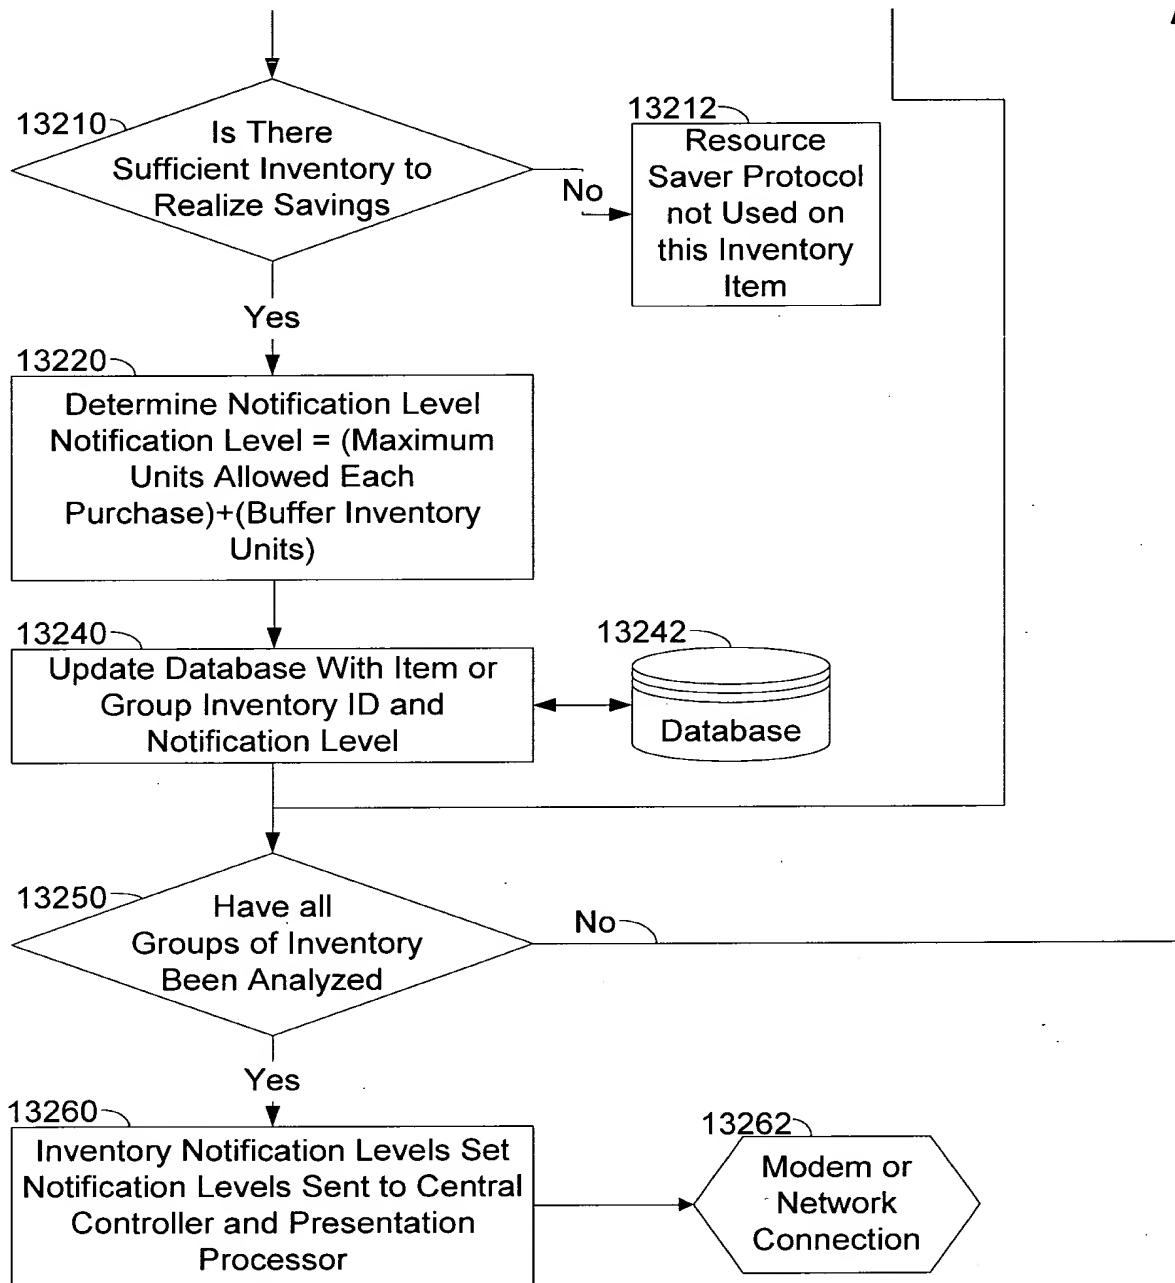 13210
Is There
Sufficient Inventory to
Realize Savings
No
13212
Resource
Saver Protocol
not Used on
this Inventory
Item
Yes
13220
Determine Notification Level
Notification Level = (Maximum
Units Allowed Each
Purchase)+(Buffer Inventory
Units)
13240
Update Database With Item or
Group Inventory ID and
Notification Level
13242
Database
13250
Have all
Groups of Inventory
Been Analyzed
No
Yes
13260
Inventory Notification Levels Set
Notification Levels Sent to Central
Controller and Presentation
Processor
13262
Modem or
Network
Connection